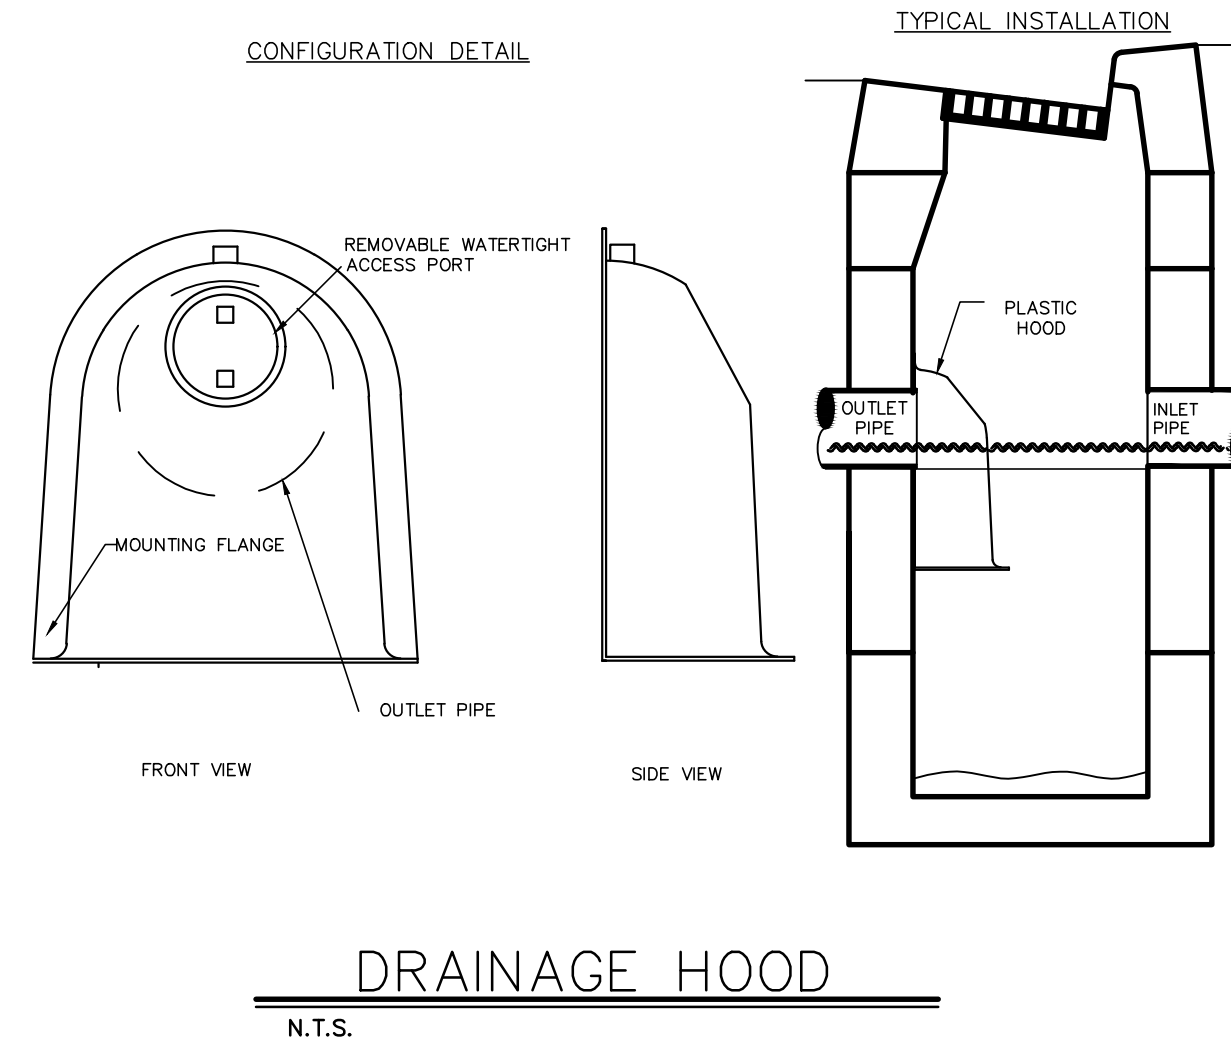 CONFIGURATION DETAIL
TYPICAL INSTALLATION
REMOVABLE WATERTIGHT
ACCESS PORT
PLASTIC
HOOD
OUTLET
PIPE
INLET
PIPE
MOUNTING FLANGE
OUTLET PIPE
FRONT VIEW
SIDE VIEW
DRAINAGE HOOD
N.T.S.